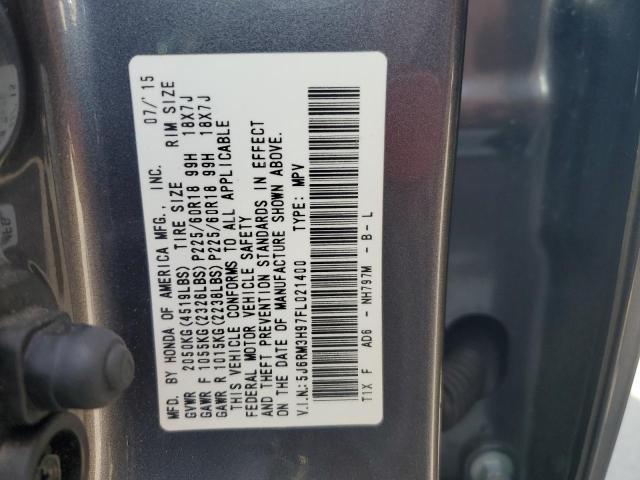 MFD. BY HONDA OF AMERICA MFG., INC. 07/'15
GVWR 2050KG(4519LBS) TIRE SIZE RIM SIZE
GAWR F 1055KG(2326LBS) P225/60R18 99H 18X7J
GAWR R 1015KG(2238LBS) P225/60R18 99H 18X7J
THIS VEHICLE CONFORMS TO ALL APPLICABLE
FEDERAL MOTOR VEHICLE SAFETY
AND THEFT PREVENTION STANDARDS IN EFFECT
ON THE DATE OF MANUFACTURE SHOWN ABOVE.
V.I.N.:5J6RM3H97FL021400 TYPE: MPV
T1X F AD6 - NH797M - B- L